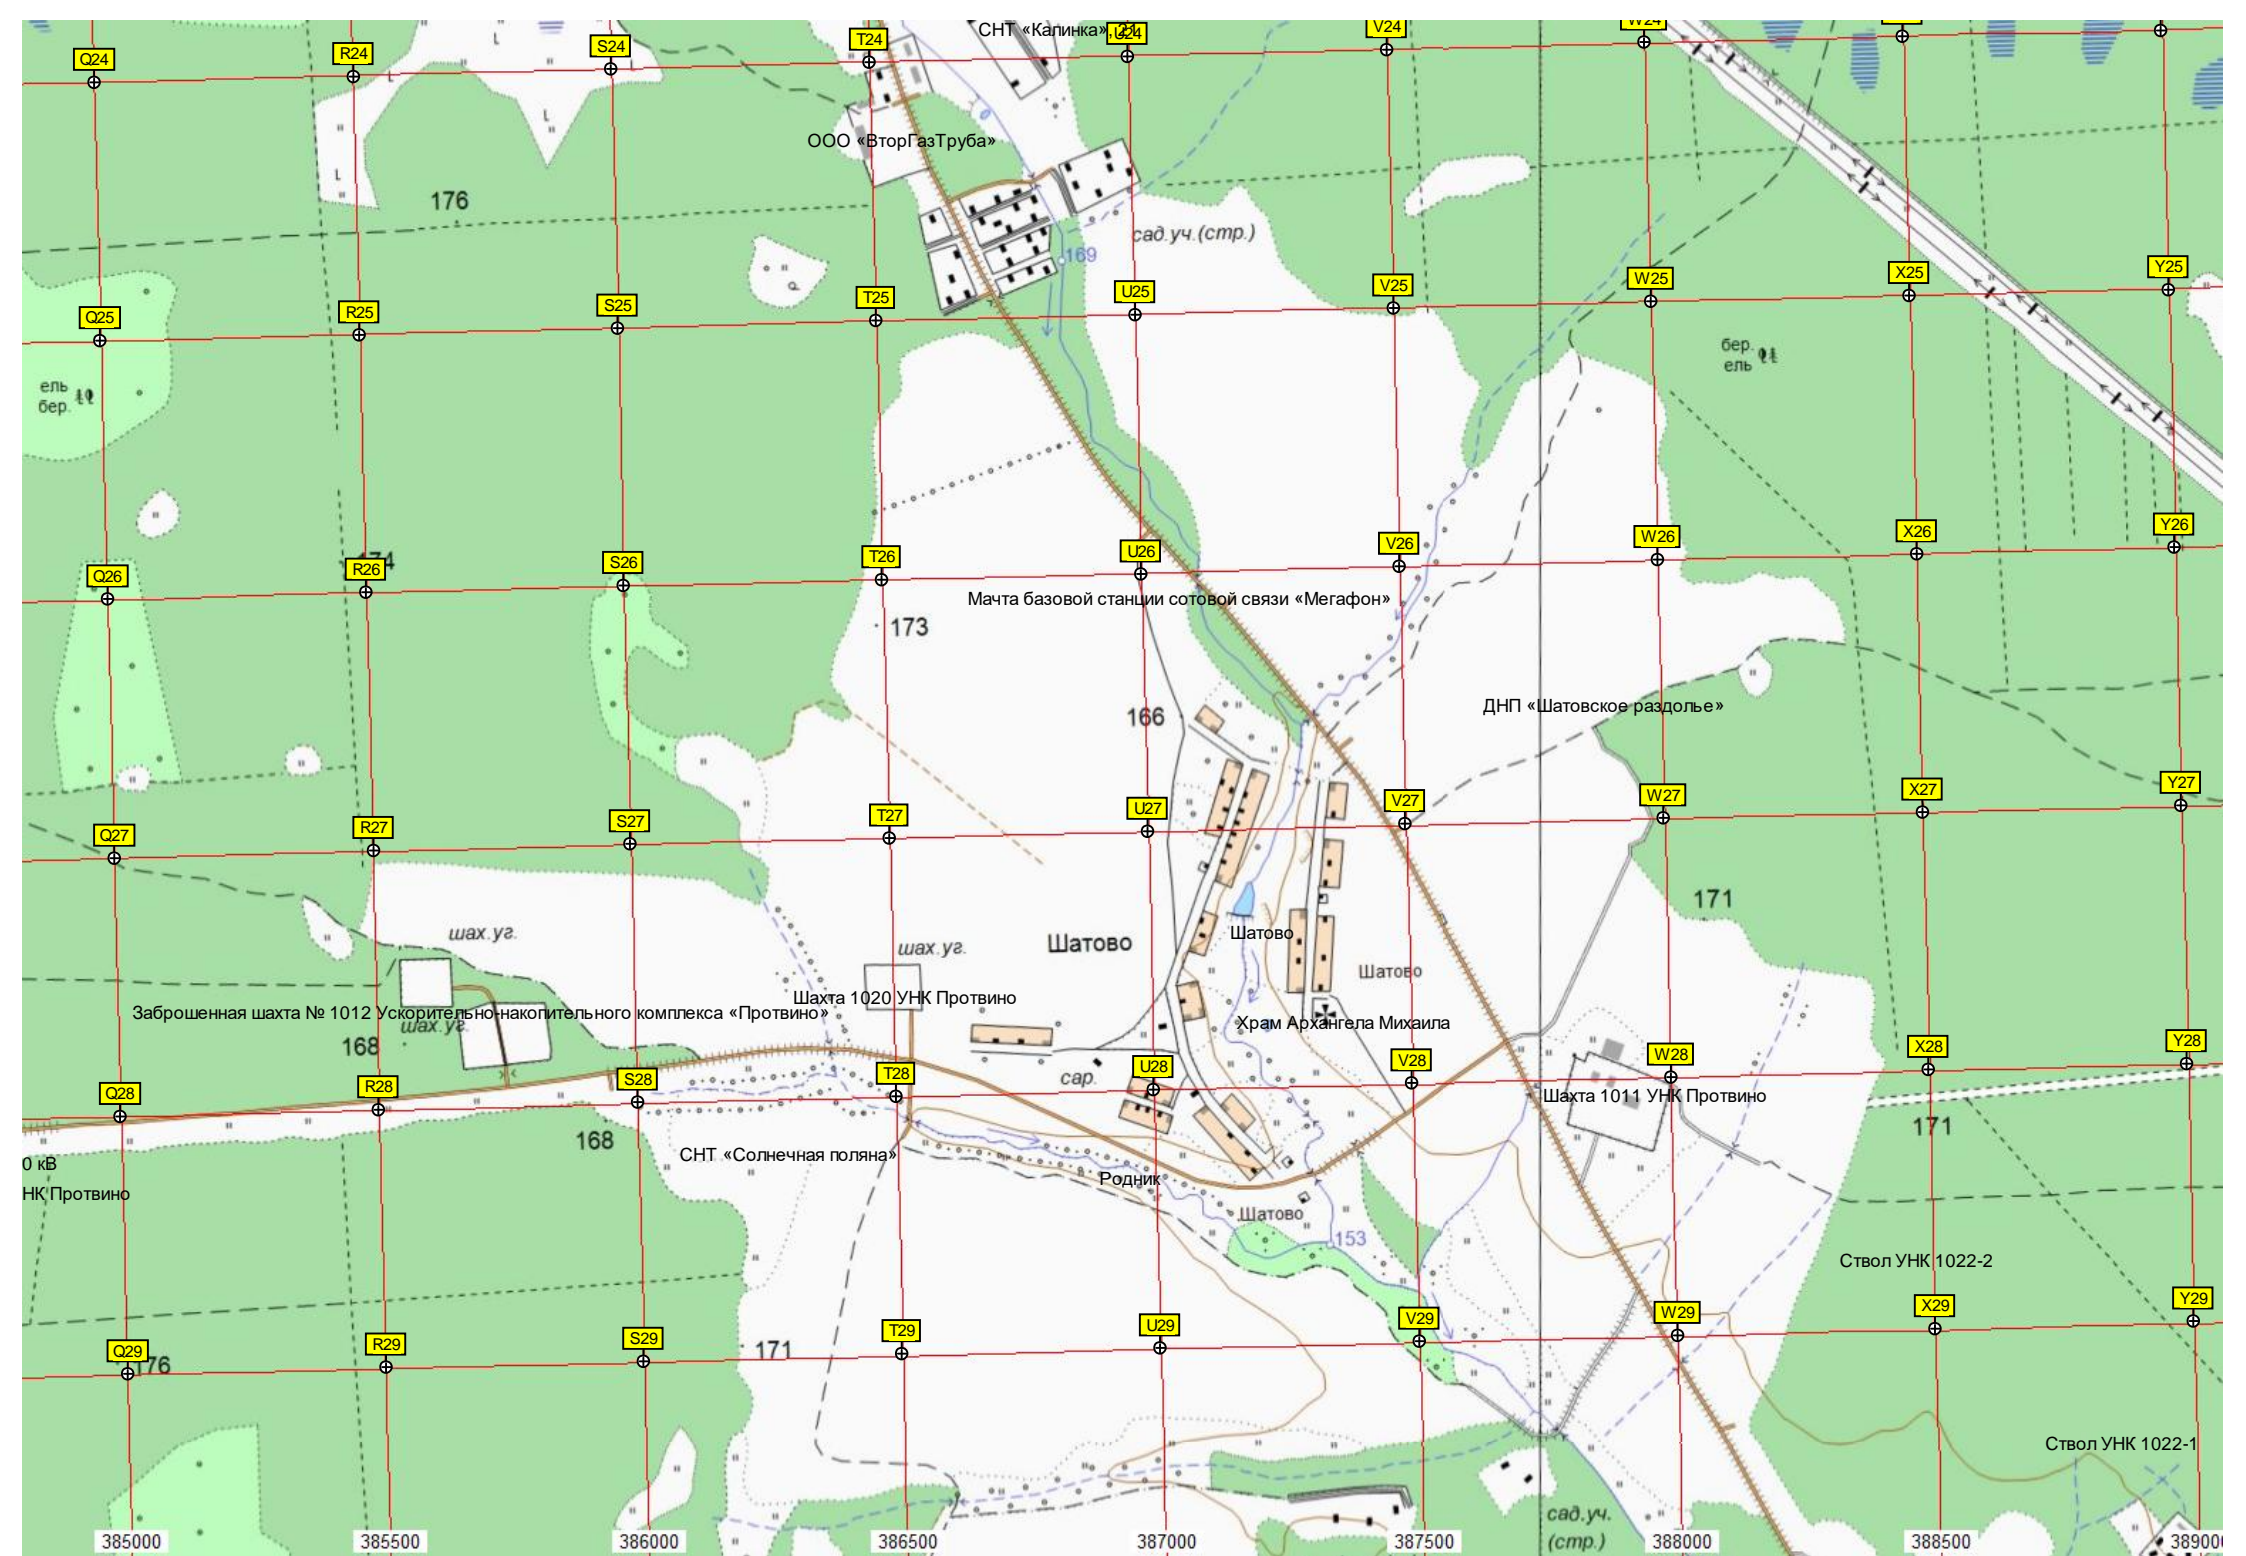 СНТ «Калинка», 21
Q24
R24
S24
T24
U24
V24
W24
ООО «ВторГазТруба»
176
сад.уч.(стр.)
169
Q25
R25
S25
T25
U25
V25
W25
X25
Y25
ель
бер.
бер.
ель
174
Q26
R26
S26
T26
U26
V26
W26
X26
Y26
Мачта базовой станции сотовой связи «Мегафон»
173
166
ДНП «Шатовское раздолье»
Q27
R27
S27
T27
U27
V27
W27
X27
Y27
171
шах.уг.
шах.уг.
Шатово
Шатово
Шатово
Шахта 1020 УНК Протвино
Заброшенная шахта № 1012 Ускорительно-накопительного комплекса «Протвино»
шах.уг.
Храм Архангела Михаила
168
сар.
Q28
R28
S28
T28
U28
V28
W28
X28
Y28
Шахта 1011 УНК Протвино
171
168
СНТ «Солнечная поляна»
0 кВ
Родник
НК Протвино
Шатово
153
Ствол УНК 1022-2
Q29
R29
S29
T29
U29
V29
W29
X29
Y29
176
171
Ствол УНК 1022-1
сад.уч.
(стр.)
385000
385500
386000
386500
387000
387500
388000
388500
38900